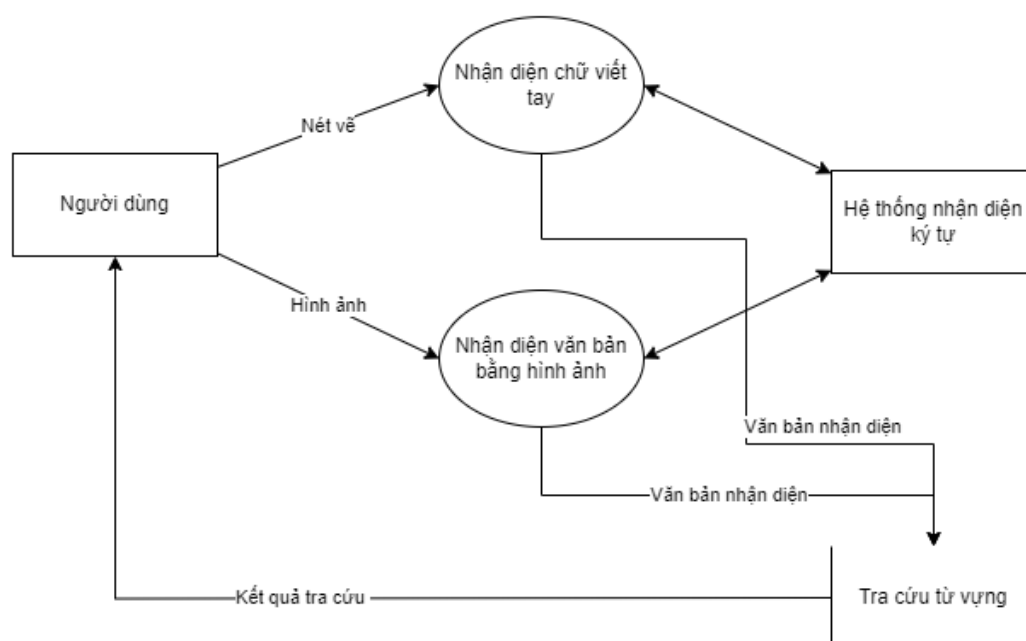 Nhận diện chữ viết
tay
Nét vẽ
Người dùng
Hệ thống nhận diện
ký tự
Hình ảnh
Nhận diện văn bản
bằng hình ảnh
Văn bản nhận diện
Văn bản nhận diện
Kết quả tra cứu
Tra cứu từ vựng